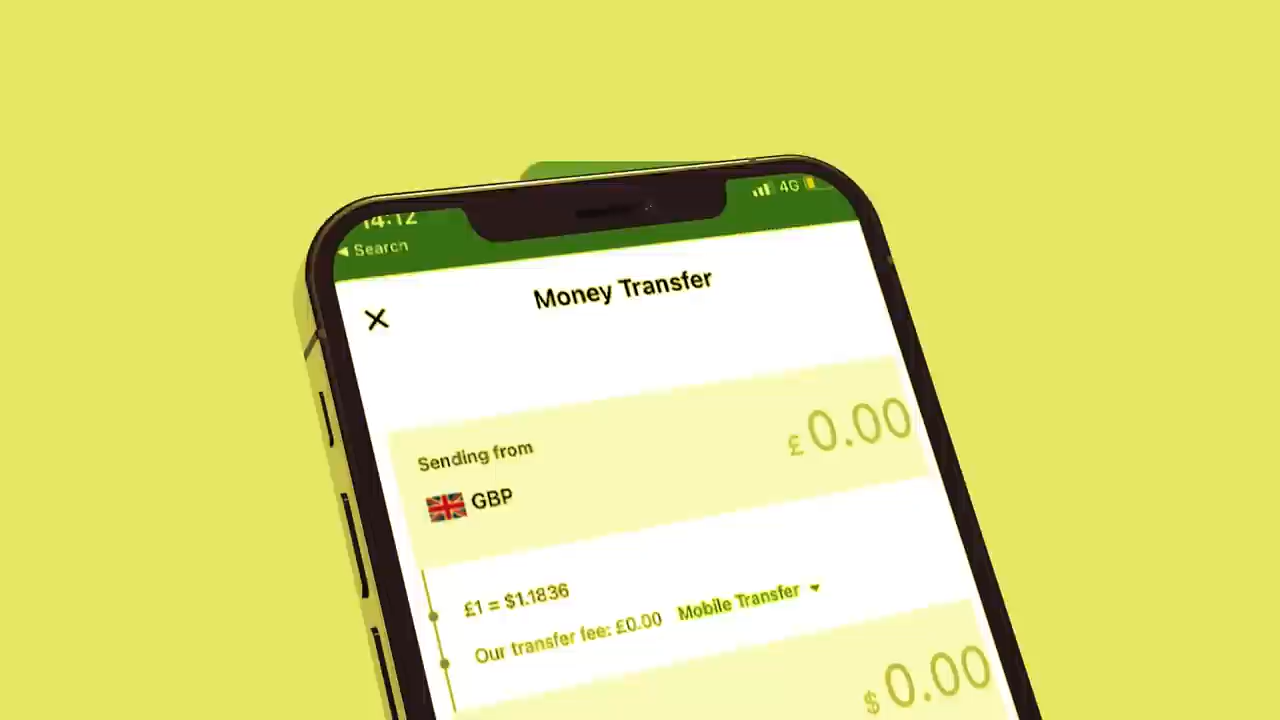 14:12
4G
Search
Money Transfer
Sending from
£0.00
GBP
£1 = $1.1836
Our transfer fee: £0.00 Mobile Transfer
$0.00